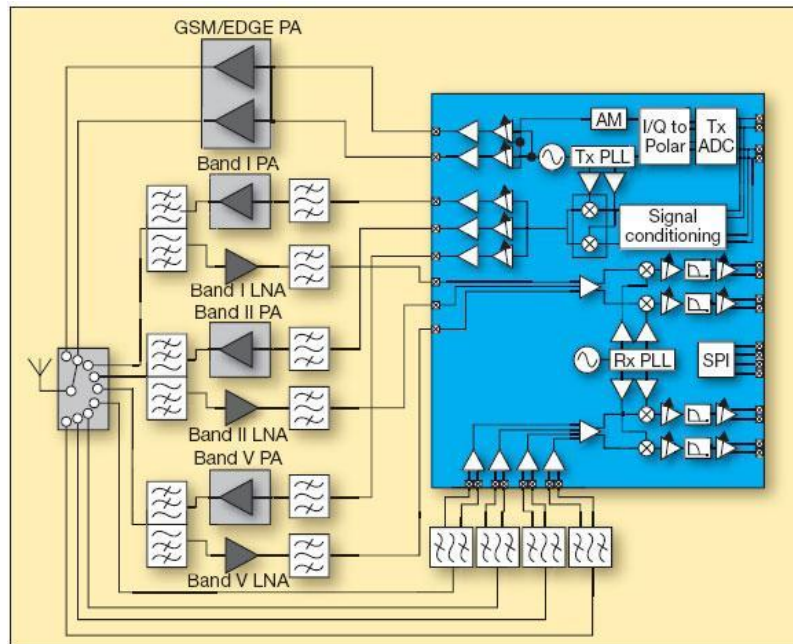 GSM/EDGE PA
AM
I/Q to
Polar
Tx
ADC
Tx PLL
Band I PA
Signal
conditioning
Band I LNA
Band II PA
Rx PLL
SPI
Band II LNA
Band V PA
Band V LNA